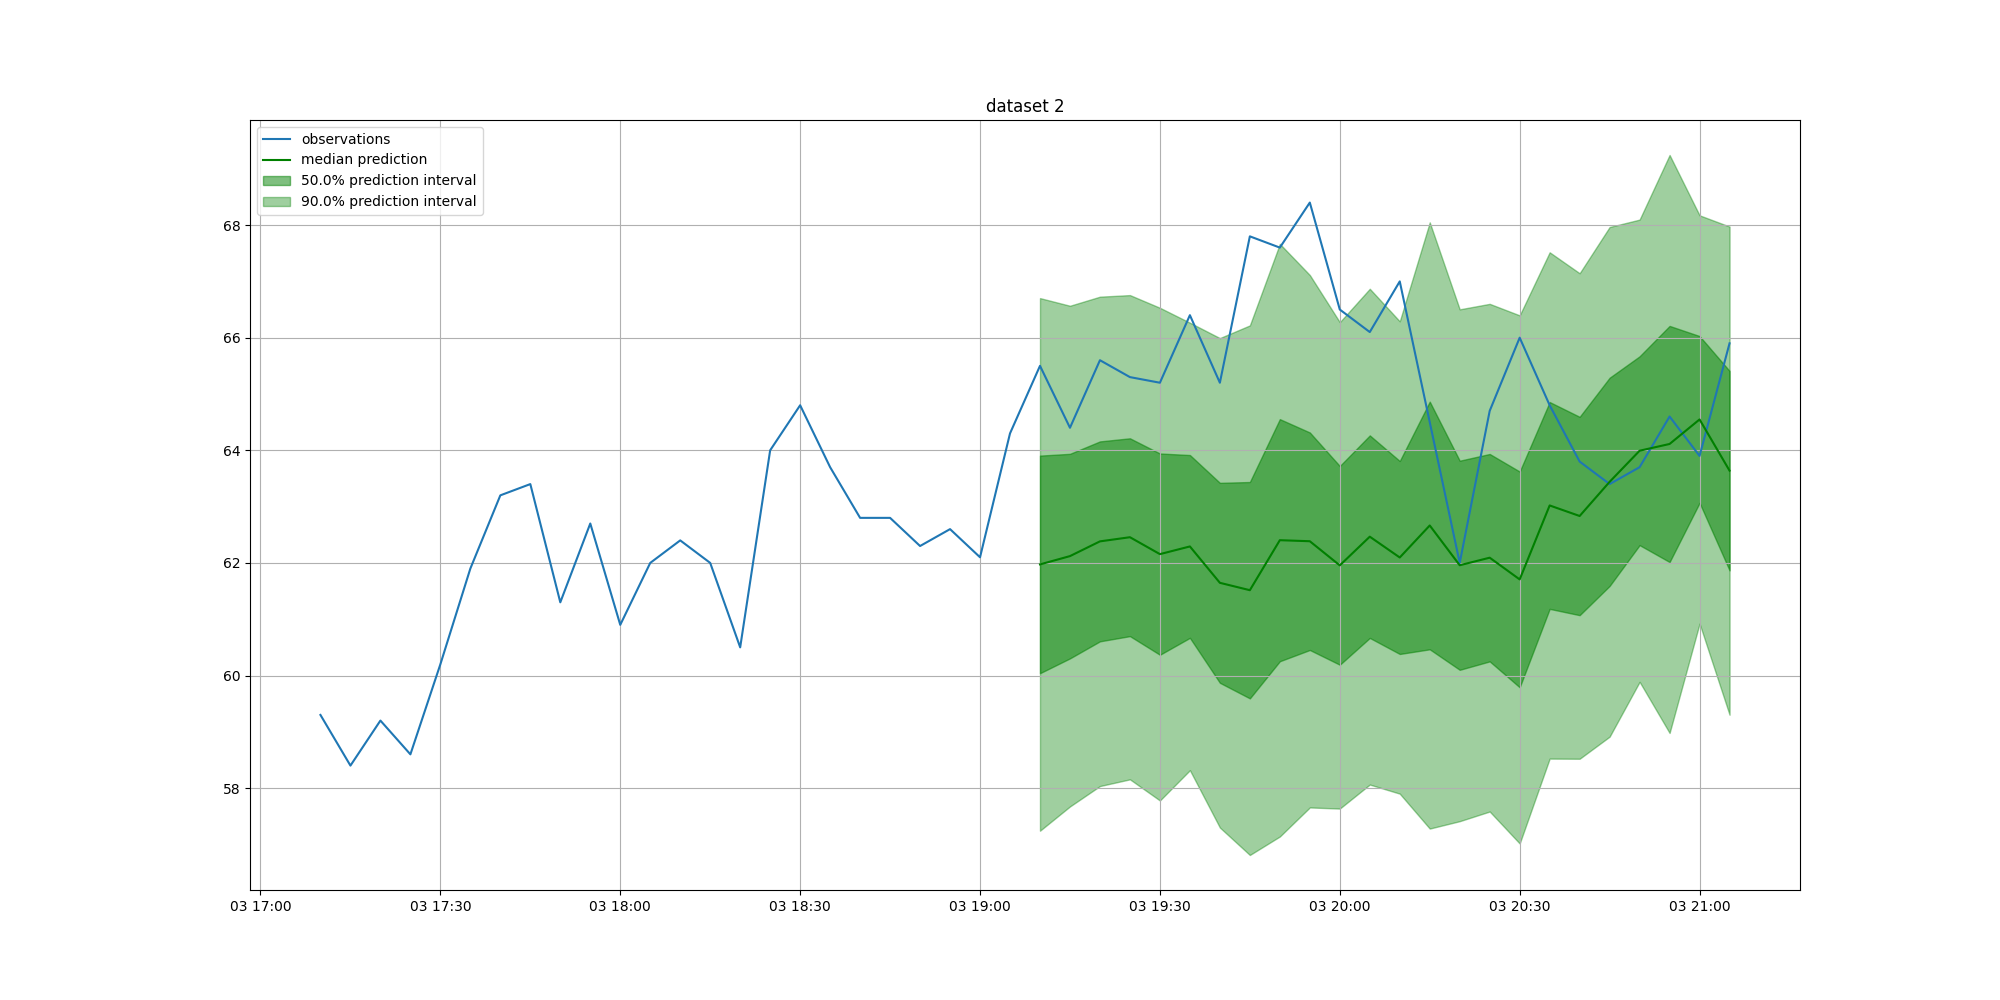 dataset 2
observations
median prediction
50.0% prediction interval
90.0% prediction interval
68
66
64
62
60
58
03 17:00 03 17:30 03 18:00 03 18:30 03 19:00 03 19:30 03 20:00 03 20:30 03 21:00